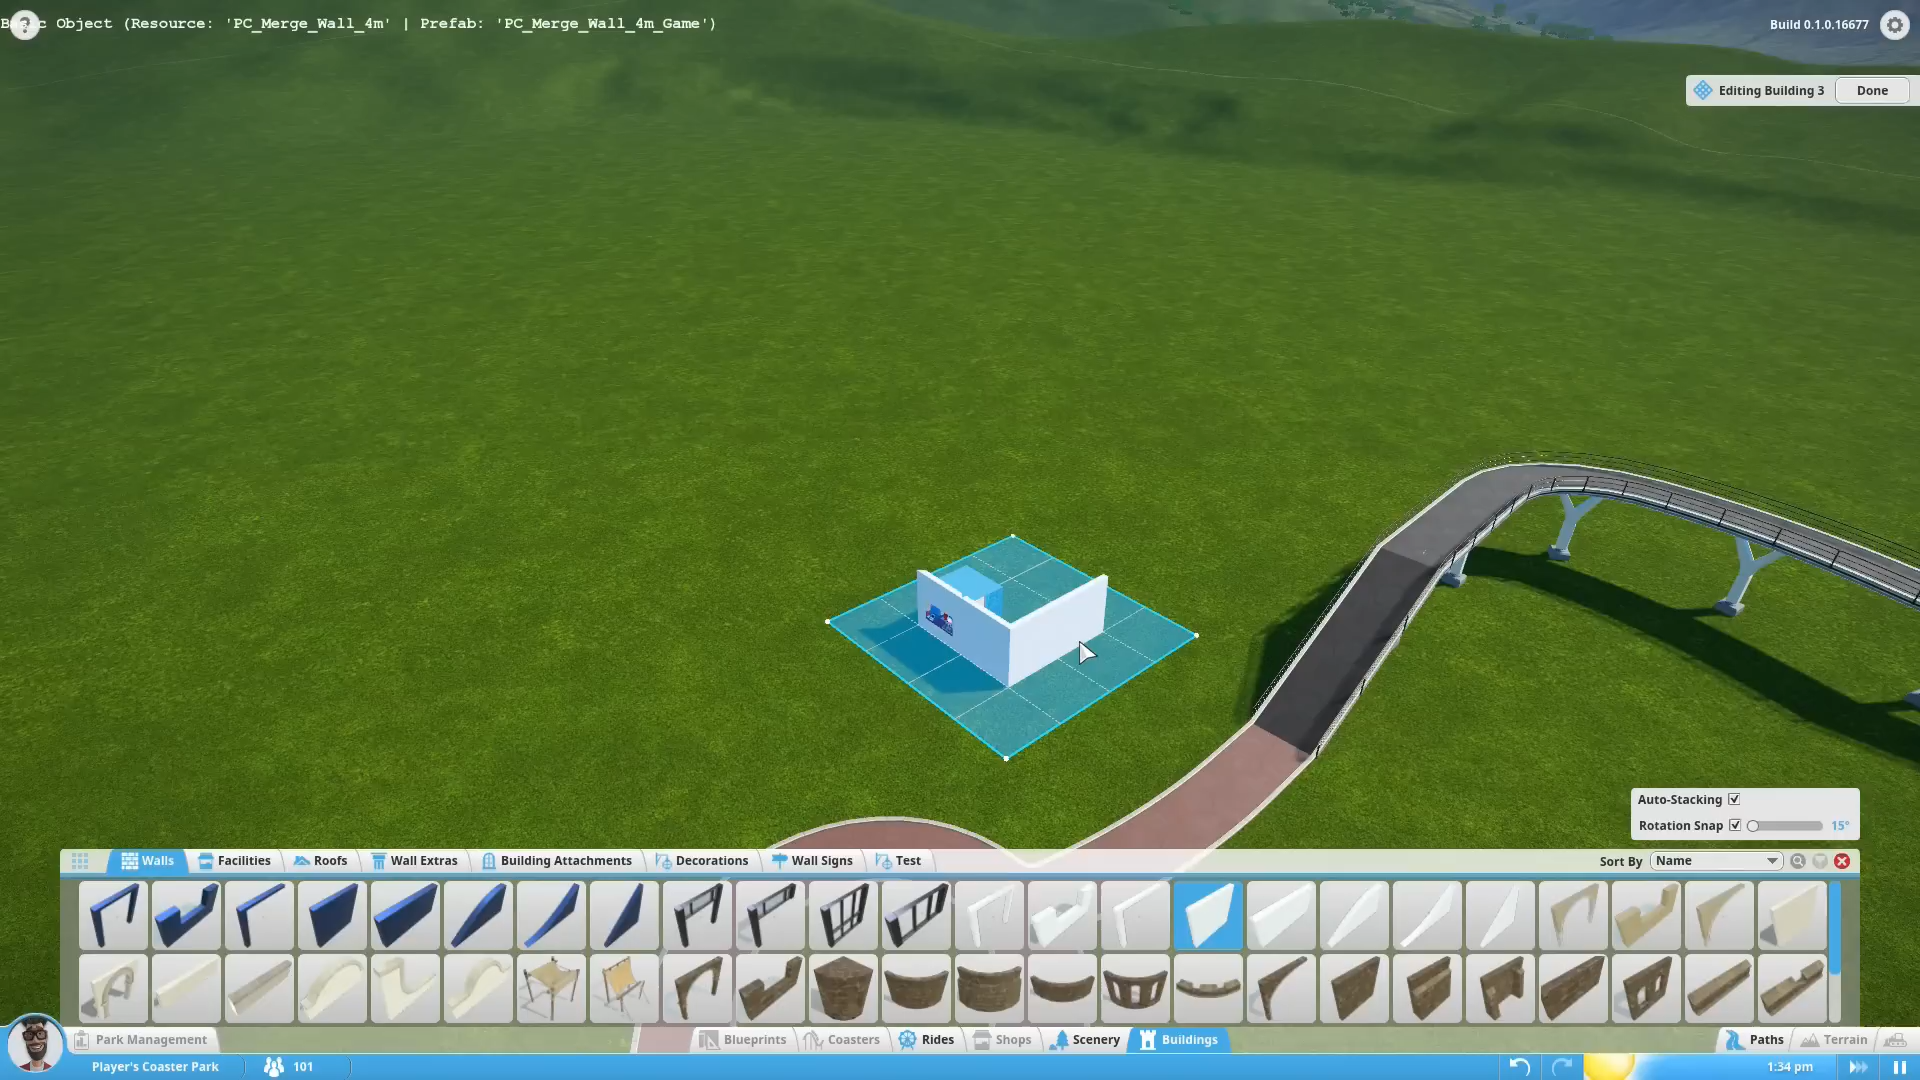 Object (Resource: 'PC_Merge_Wall_4m' | Prefab: 'PC_Merge_Wall_4m_Game')
Build 0.1.0.16677
Editing Building 3
Done
Auto-Stacking
Rotation Snap 15°
Walls Facilities Roofs Wall Extras Building Attachments Decorations Wall Signs Test
Sort By Name
Park Management Blueprints Coasters Rides Shops Scenery Buildings Paths Terrain
Player's Coaster Park 101 1:34 pm